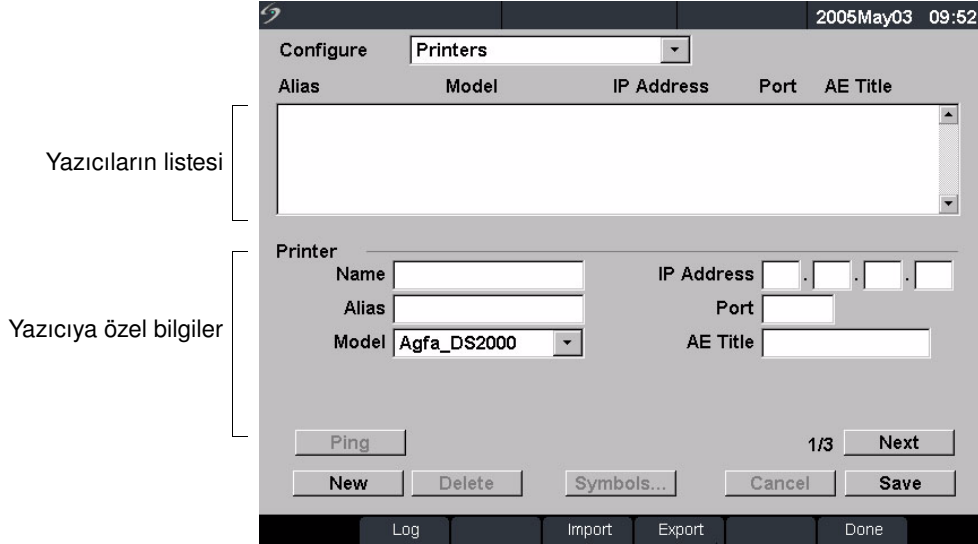 2005May03 09:52
Configure Printers
Alias Model IP Address Port AE Title
Yazıcıların listesi
Printer
Name IP Address . . .
Alias Port
Yazıcıya özel bilgiler
Model Agfa_DS2000 AE Title
Ping 1/3 Next
New Delete Symbols... Cancel Save
Log Import Export Done